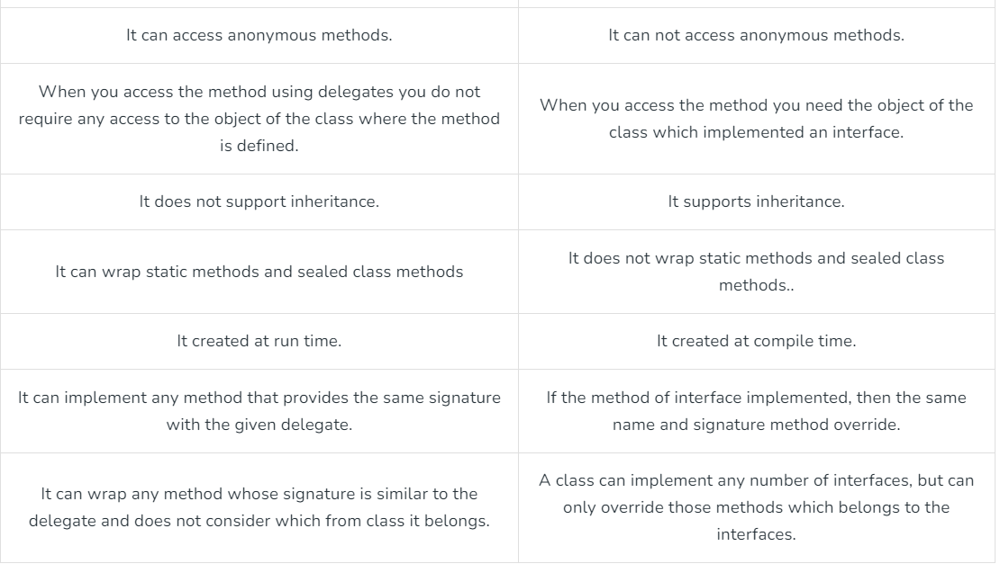 It can access anonymous methods.
It can not access anonymous methods.
When you access the method using delegates you do not
require any access to the object of the class where the method
is defined.
When you access the method you need the object of the
class which implemented an interface.
It does not support inheritance.
It supports inheritance.
It can wrap static methods and sealed class methods
It does not wrap static methods and sealed class
methods..
It created at run time.
It created at compile time.
It can implement any method that provides the same signature
with the given delegate.
If the method of interface implemented, then the same
name and signature method override.
It can wrap any method whose signature is similar to the
delegate and does not consider which from class it belongs.
A class can implement any number of interfaces, but can
only override those methods which belongs to the
interfaces.